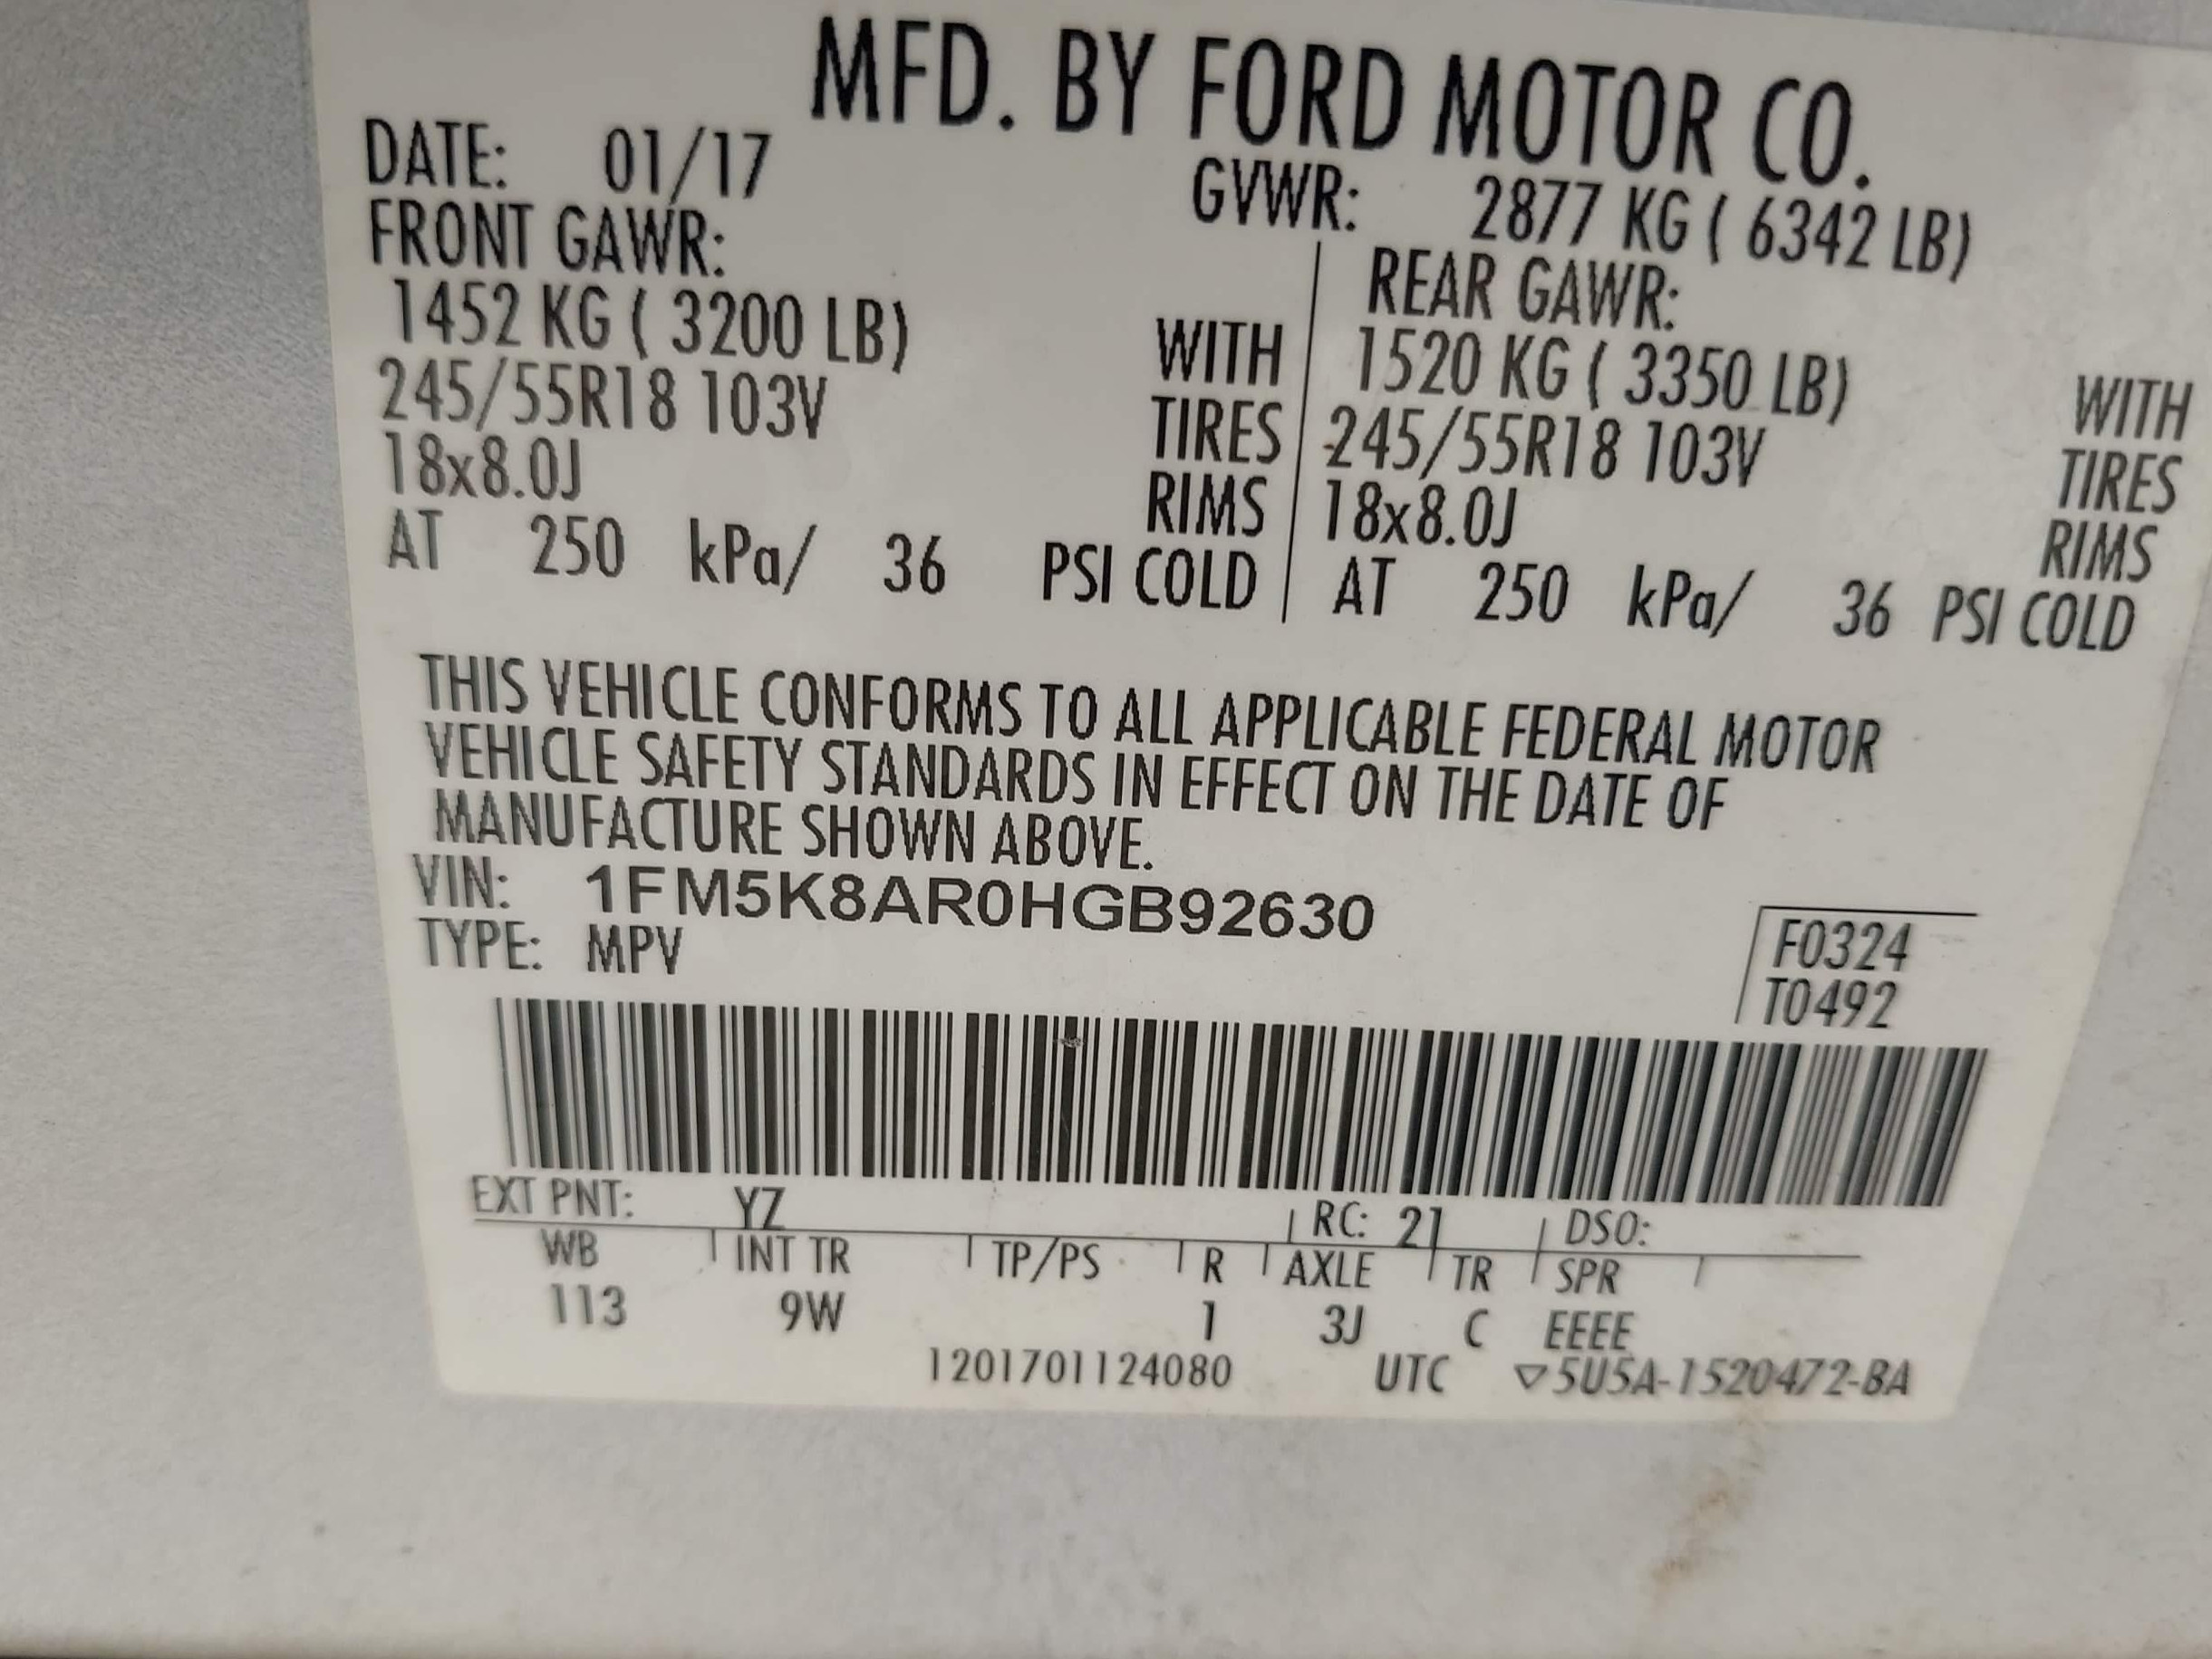 MFD. BY FORD MOTOR CO.
DATE: 01/17 GVWR: 2877 KG ( 6342 LB)
FRONT GAWR: REAR GAWR:
1452 KG ( 3200 LB) WITH 1520 KG ( 3350 LB) WITH
245/55R18 103V TIRES 245/55R18 103V TIRES
18x8.0J RIMS 18x8.0J RIMS
AT 250 kPa/ 36 PSI COLD AT 250 kPa/ 36 PSI COLD
THIS VEHICLE CONFORMS TO ALL APPLICABLE FEDERAL MOTOR
VEHICLE SAFETY STANDARDS IN EFFECT ON THE DATE OF
MANUFACTURE SHOWN ABOVE.
VIN: 1FM5K8AR0HGB92630
TYPE: MPV
F0324
T0492
EXT PNT: YZ RC: 21 DSO:
WB INT TR TP/PS R AXLE TR SPR
113 9W 1 3J C EEEE
1201701124080 UTC ▽5U5A-1520472-BA